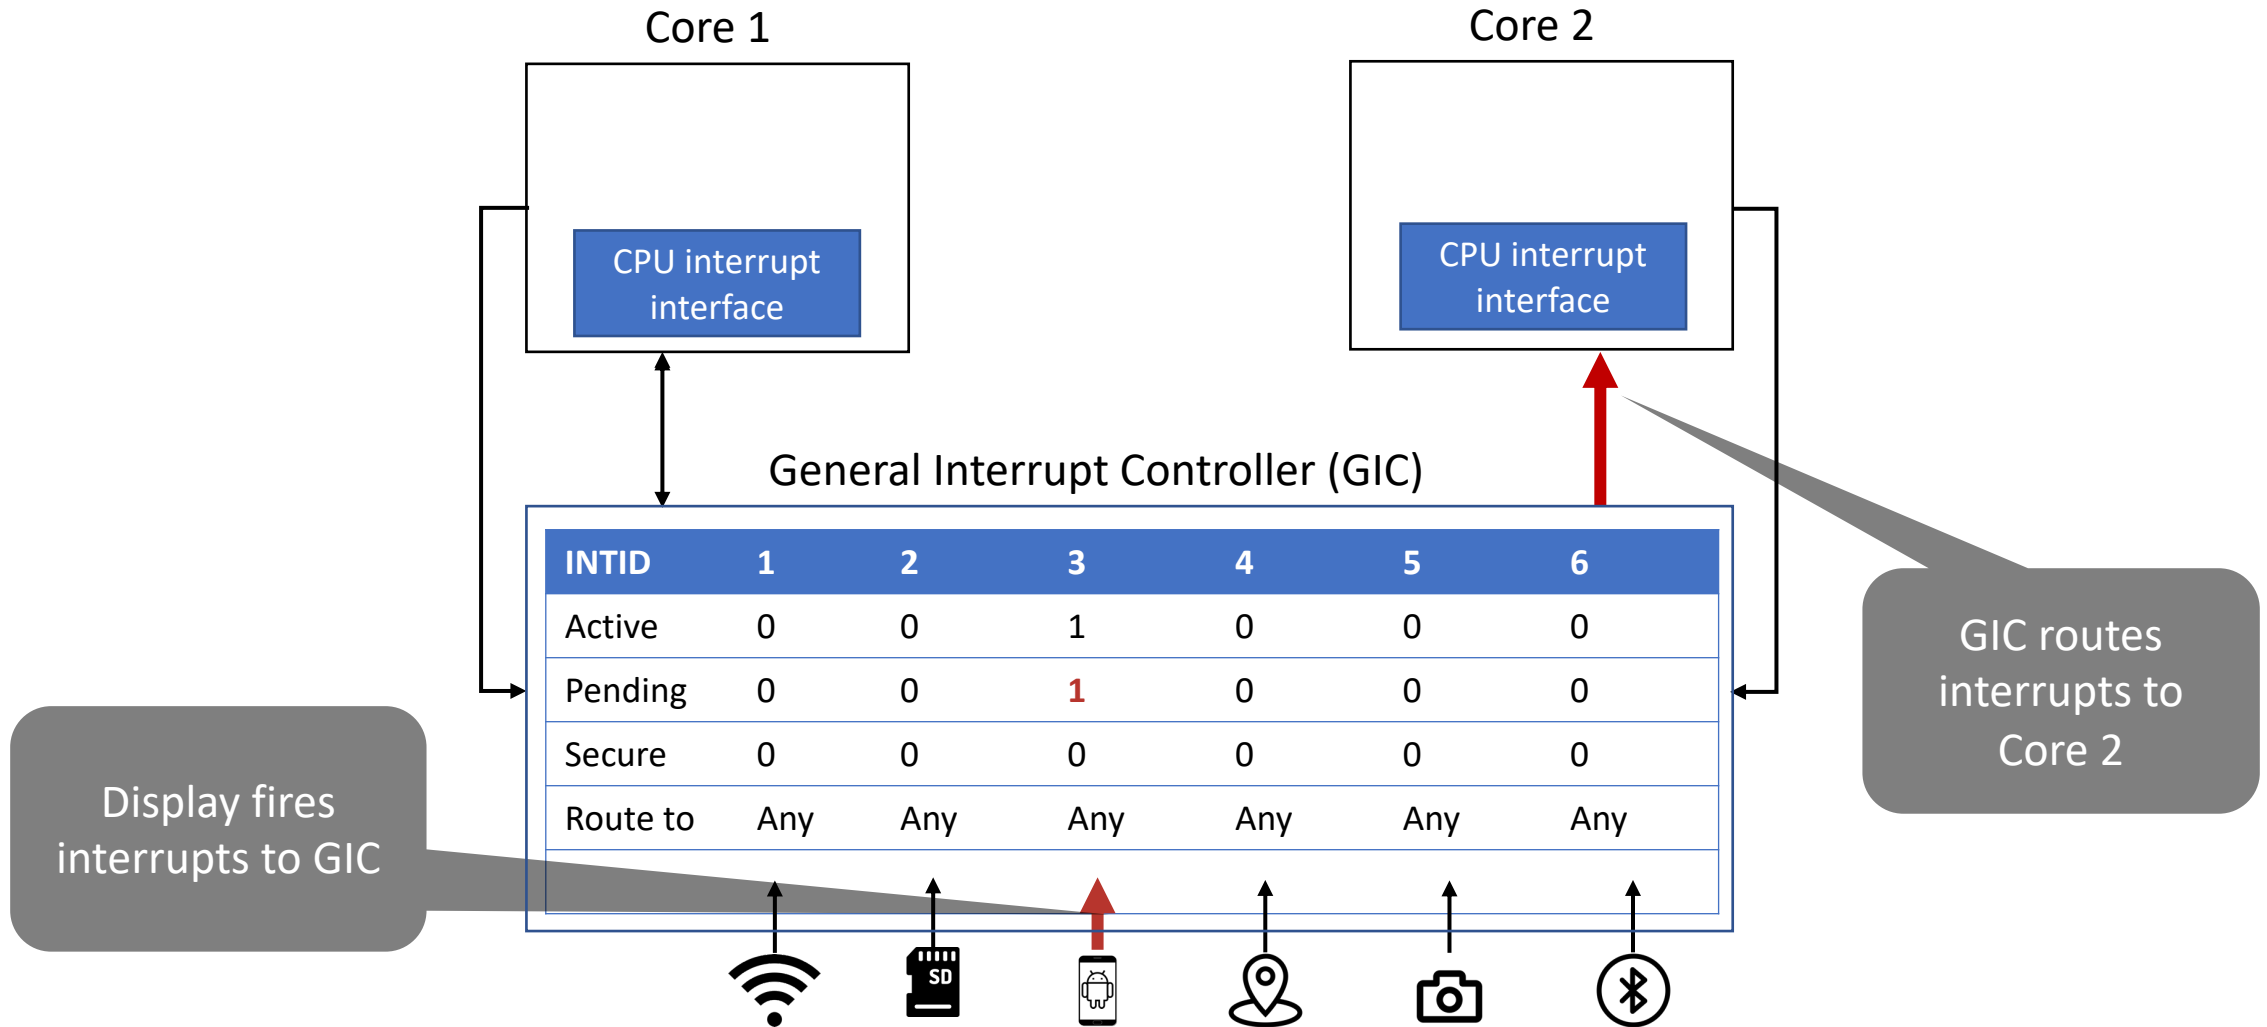 Core 1
Core 2
CPU interrupt
interface
CPU interrupt
interface
General Interrupt Controller (GIC)
INTID 1 2 3 4 5 6
Active 0 0 1 0 0 0
Pending 0 0 1 0 0 0
Secure 0 0 0 0 0 0
Route to Any Any Any Any Any Any
GIC routes
interrupts to
Core 2
Display fires
interrupts to GIC
SD